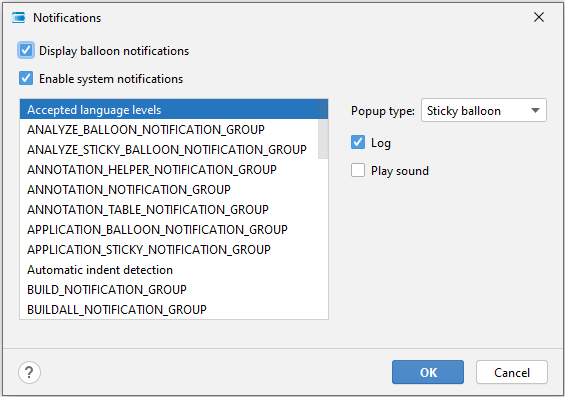 Notifications
Display balloon notifications
Enable system notifications
Accepted language levels
ANALYZE_BALLOON_NOTIFICATION_GROUP
ANALYZE_STICKY_BALLOON_NOTIFICATION_GROUP
ANNOTATION_HELPER_NOTIFICATION_GROUP
ANNOTATION_NOTIFICATION_GROUP
ANNOTATION_TABLE_NOTIFICATION_GROUP
APPLICATION_BALLOON_NOTIFICATION_GROUP
APPLICATION_STICKY_NOTIFICATION_GROUP
Automatic indent detection
BUILD_NOTIFICATION_GROUP
BUILDALL_NOTIFICATION_GROUP
Popup type: Sticky balloon
Log
Play sound
? OK Cancel